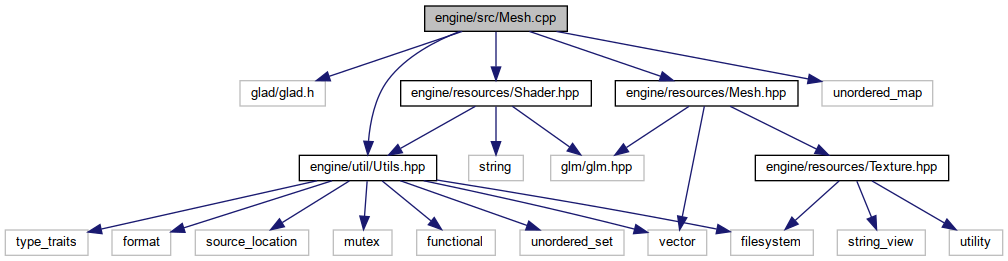 engine/src/Mesh.cpp
glad/glad.h
engine/resources/Shader.hpp
engine/resources/Mesh.hpp
unordered_map
engine/util/Utils.hpp
string
glm/glm.hpp
engine/resources/Texture.hpp
type_traits
format
source_location
mutex
functional
unordered_set
vector
filesystem
string_view
utility